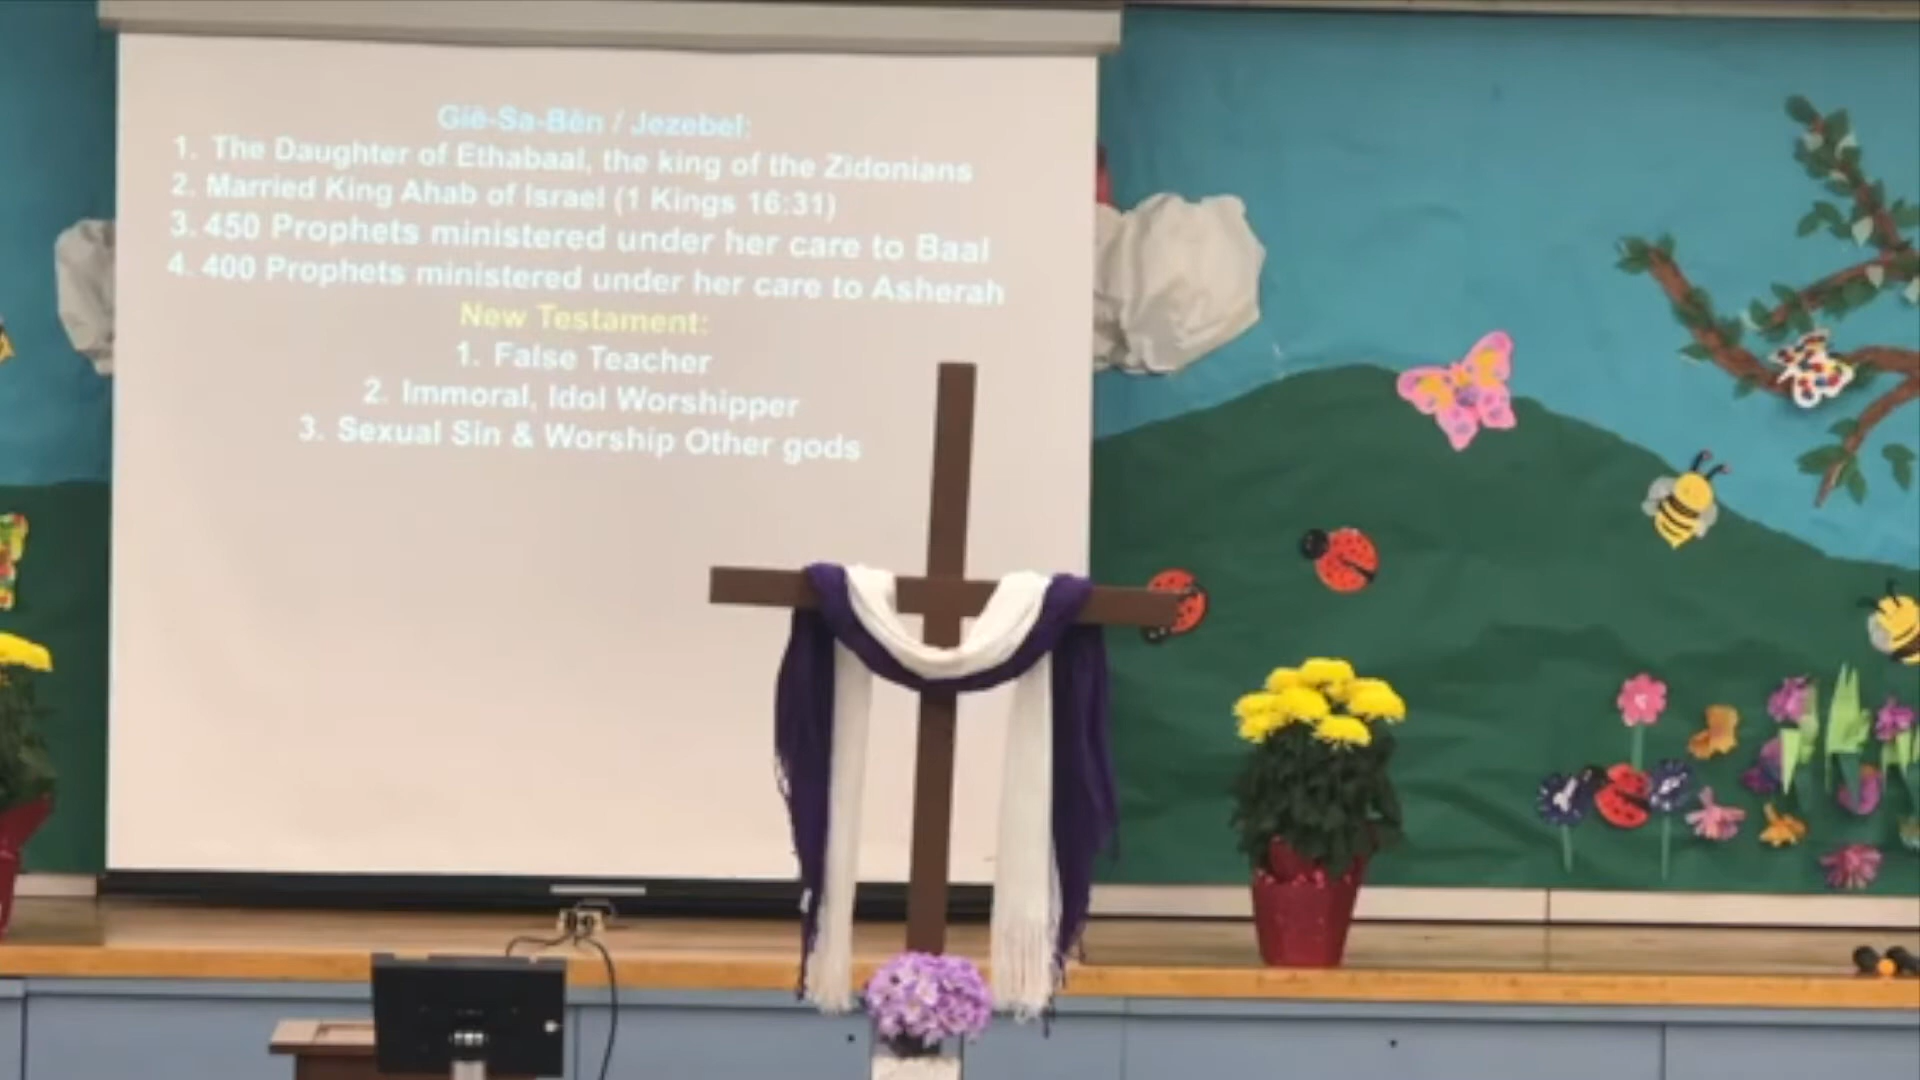 Giê-Sa-Bên / Jezebel:
1. The Daughter of Ethabaal, the king of the Zidonians
2. Married King Ahab of Israel (1 Kings 16:31)
3. 450 Prophets ministered under her care to Baal
4. 400 Prophets ministered under her care to Asherah
New Testament:
1. False Teacher
2. Immoral, Idol Worshipper
3. Sexual Sin & Worship Other gods